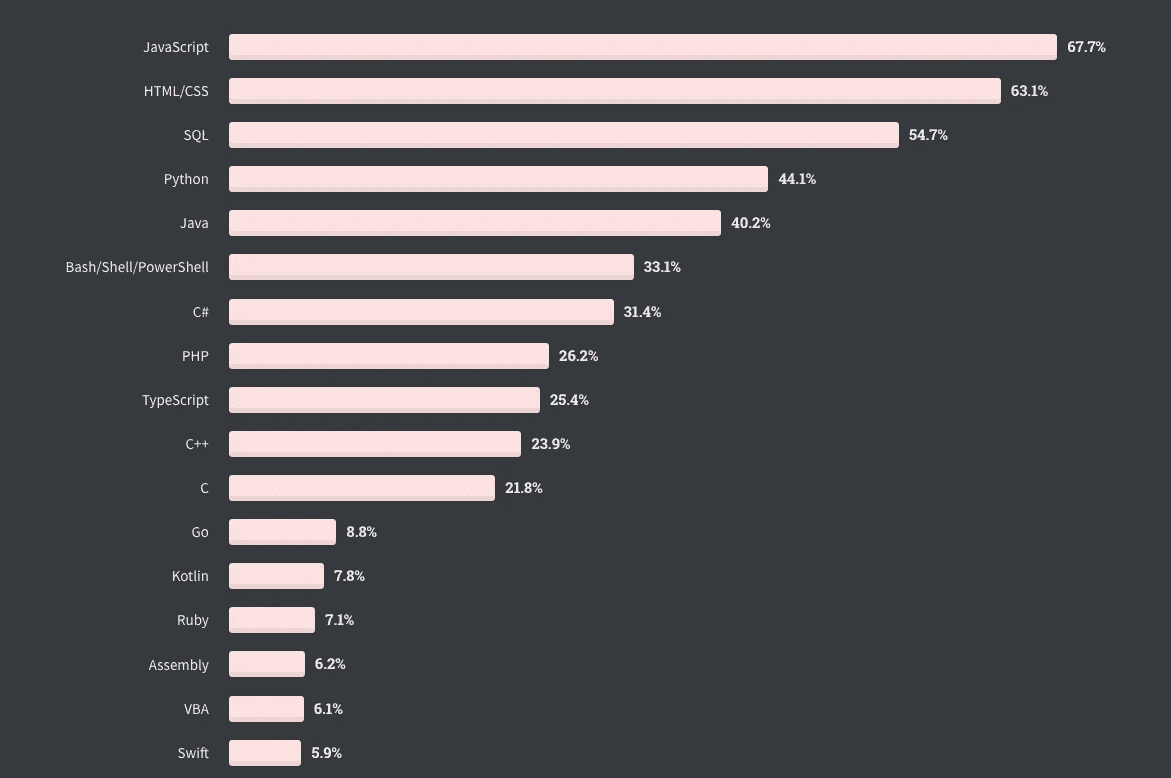 JavaScript 67.7%
HTML/CSS 63.1%
SQL 54.7%
Python 44.1%
Java 40.2%
Bash/Shell/PowerShell 33.1%
C# 31.4%
PHP 26.2%
TypeScript 25.4%
C++ 23.9%
C 21.8%
Go 8.8%
Kotlin 7.8%
Ruby 7.1%
Assembly 6.2%
VBA 6.1%
Swift 5.9%